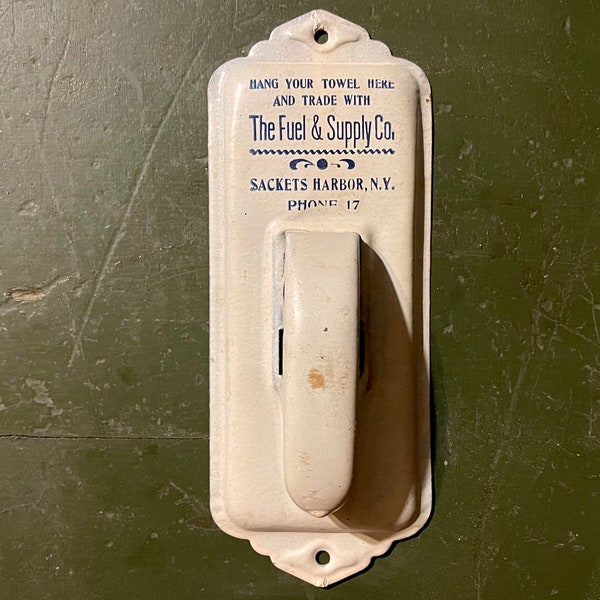 HANG YOUR TOWEL HERE
AND TRADE WITH
The Fuel & Supply Co.
SACKETS HARBOR, N.Y.
PHONE 17